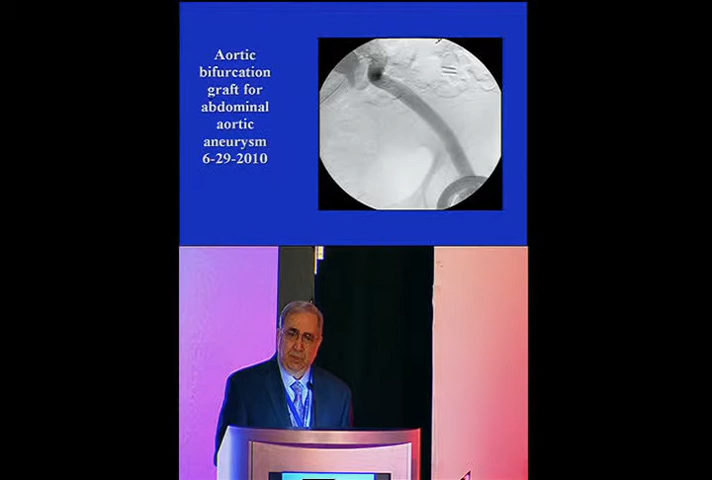 Aortic
bifurcation
graft for
abdominal
aortic
aneurysm
6-29-2010